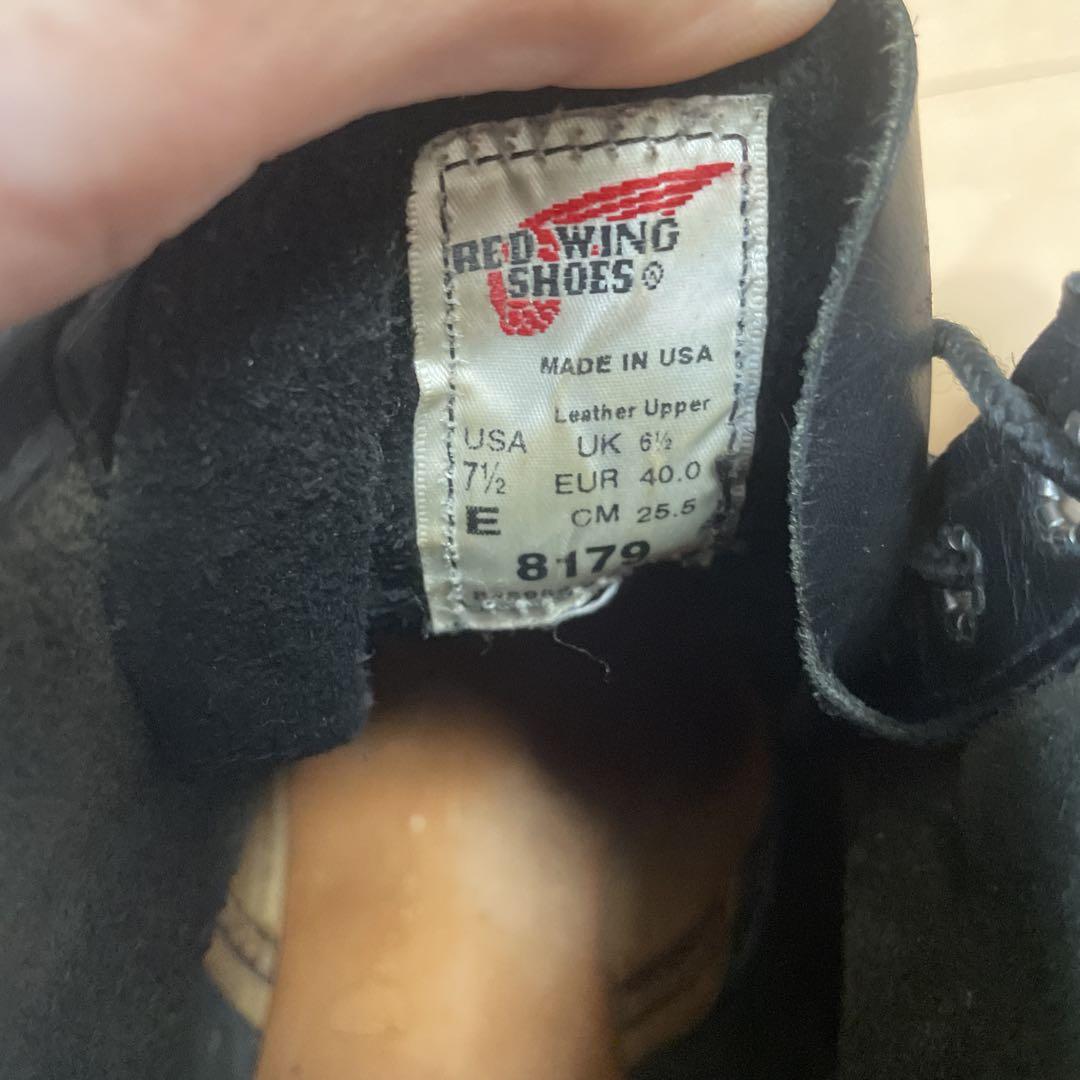 RED WING
SHOES®
MADE IN USA
Leather Upper
USA UK 6½
7½ EUR 40.0
E CM 25.5
8179